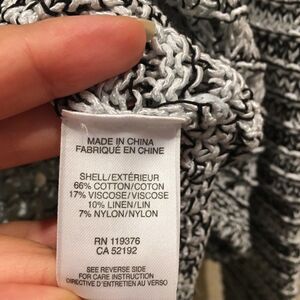 MADE IN CHINA
FABRIQUÉ EN CHINE
SHELL/EXTÉRIEUR
66% COTTON/COTON
17% VISCOSE/VISCOSE
10% LINEN/LIN
7% NYLON/NYLON
RN 119376
CA 52192
SEE REVERSE SIDE
FOR CARE INSTRUCTION
DIRECTIVE D'ENTRETIEN AU VERSO